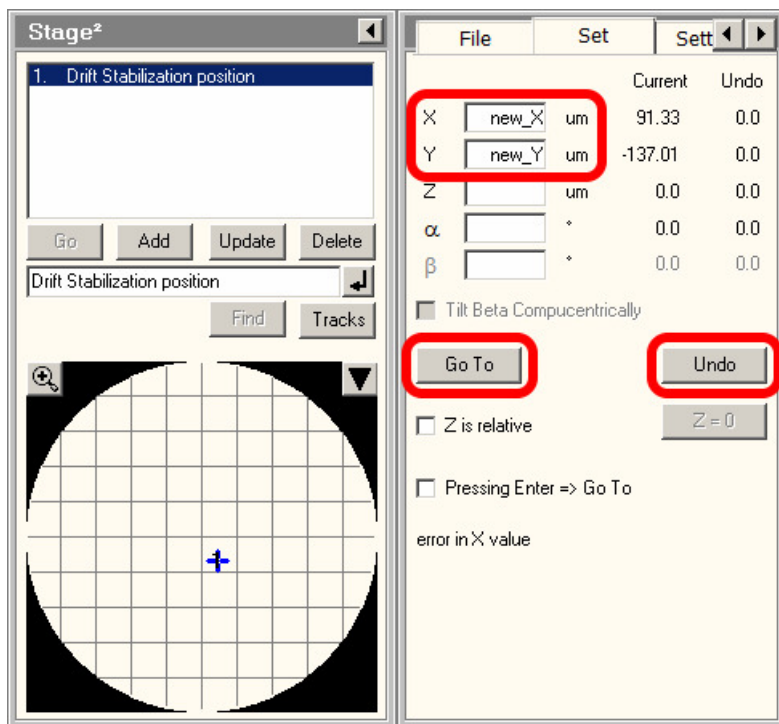 Stage²
1. Drift Stabilization position
Go Add Update Delete
Drift Stabilization position
Find Tracks
File Set Sett
Current Undo
X new_X um 91.33 0.0
Y new_Y um -137.01 0.0
Z um 0.0 0.0
α ° 0.0 0.0
β ° 0.0 0.0
Tilt Beta Compucentrically
Go To Undo
Z is relative Z = 0
Pressing Enter => Go To
error in X value